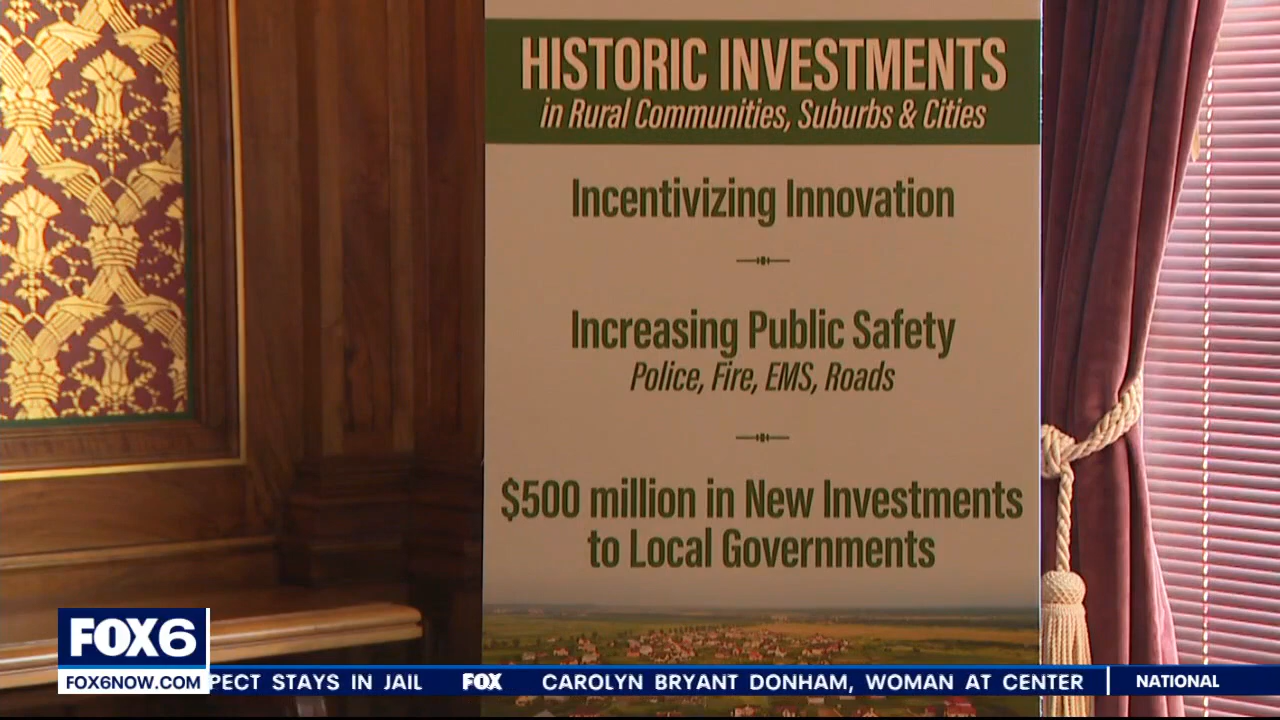 HISTORIC INVESTMENTS
in Rural Communities, Suburbs & Cities
Incentivizing Innovation
Increasing Public Safety
Police, Fire, EMS, Roads
$500 million in New Investments
to Local Governments
FOX6
FOX6NOW.COM
PECT STAYS IN JAIL FOX CAROLYN BRYANT DONHAM, WOMAN AT CENTER
NATIONAL